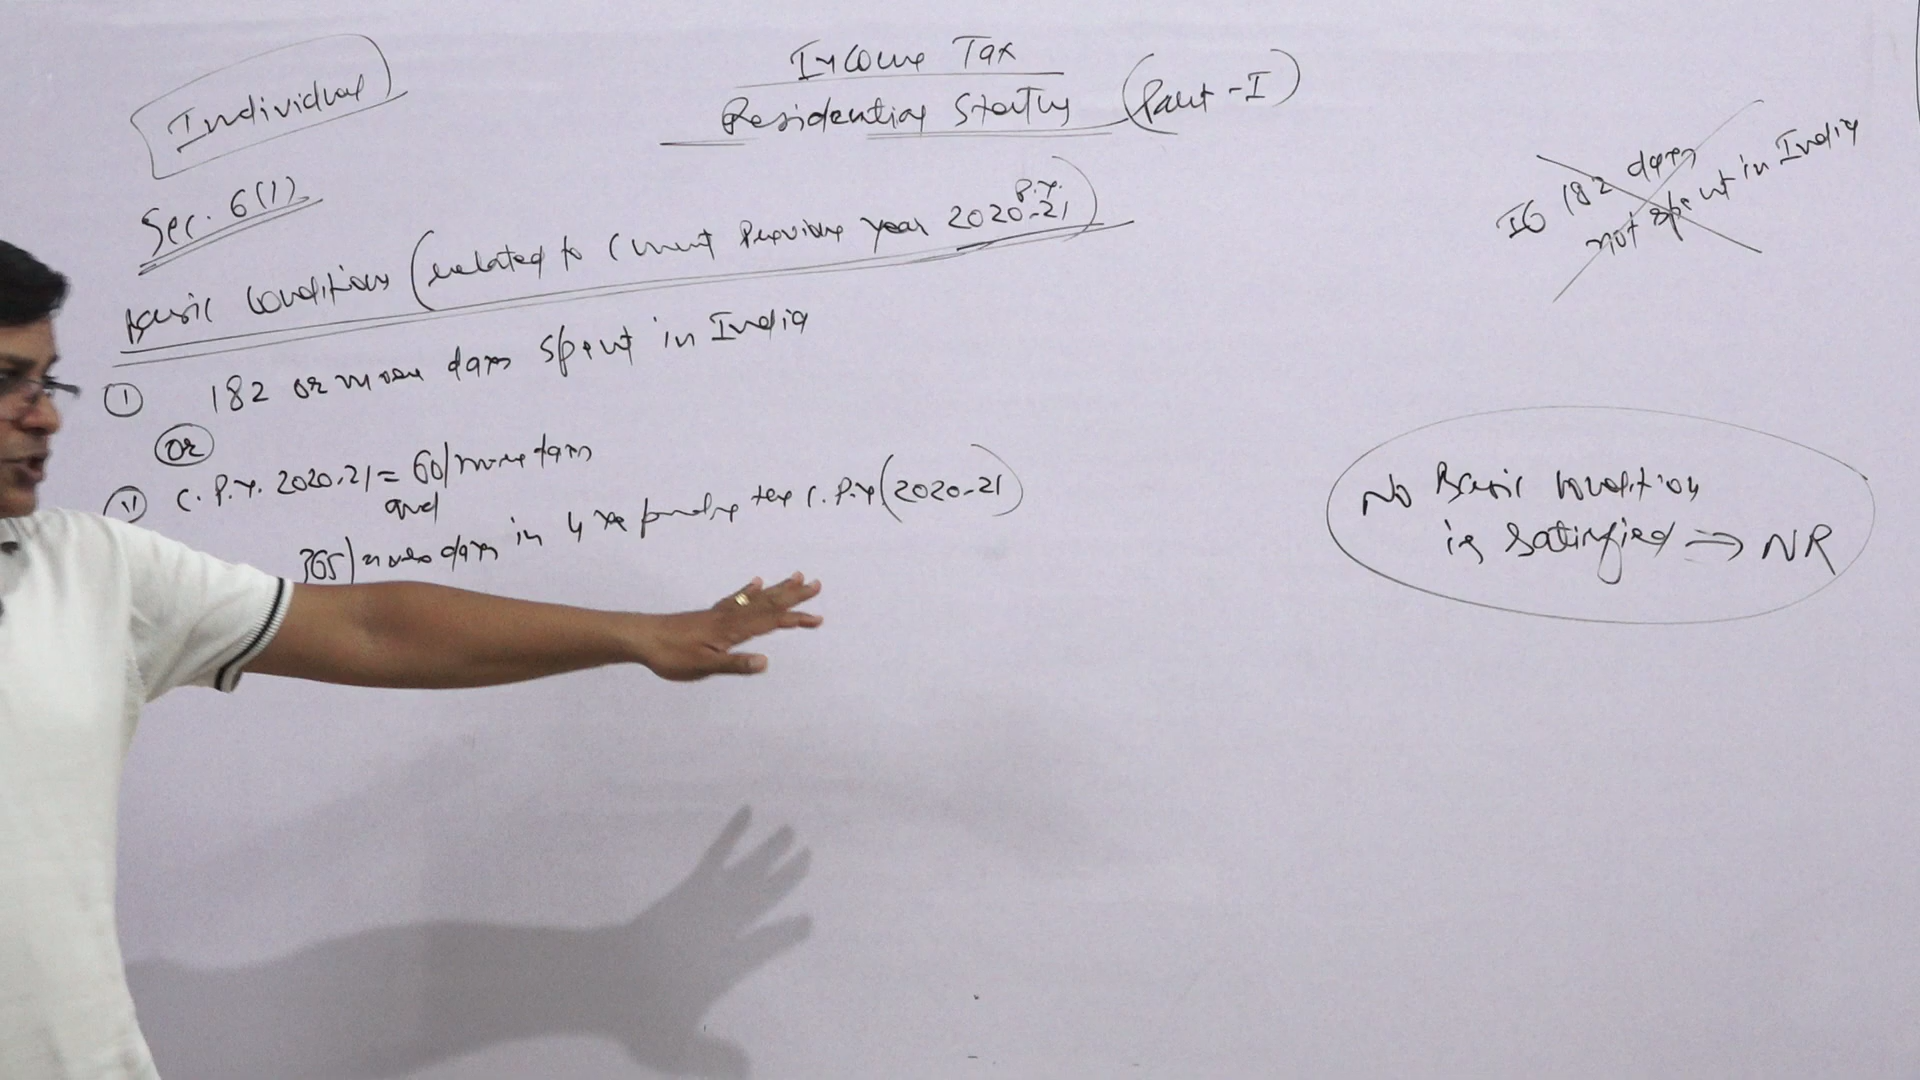 Income Tax
Residential Status (Part-I)
Individual
Sec. 6(1)
Basic Conditions (related to Current Previous year 2020-21)
P.Y.
① 182 or more days spent in India
or
② C.P.Y. 2020-21 = 60/more days
and
365/more days in 4 yrs preceding the C.P.Y (2020-21)
If 182 days
not spent in India
No Basic Condition
is satisfied ⇒ NR